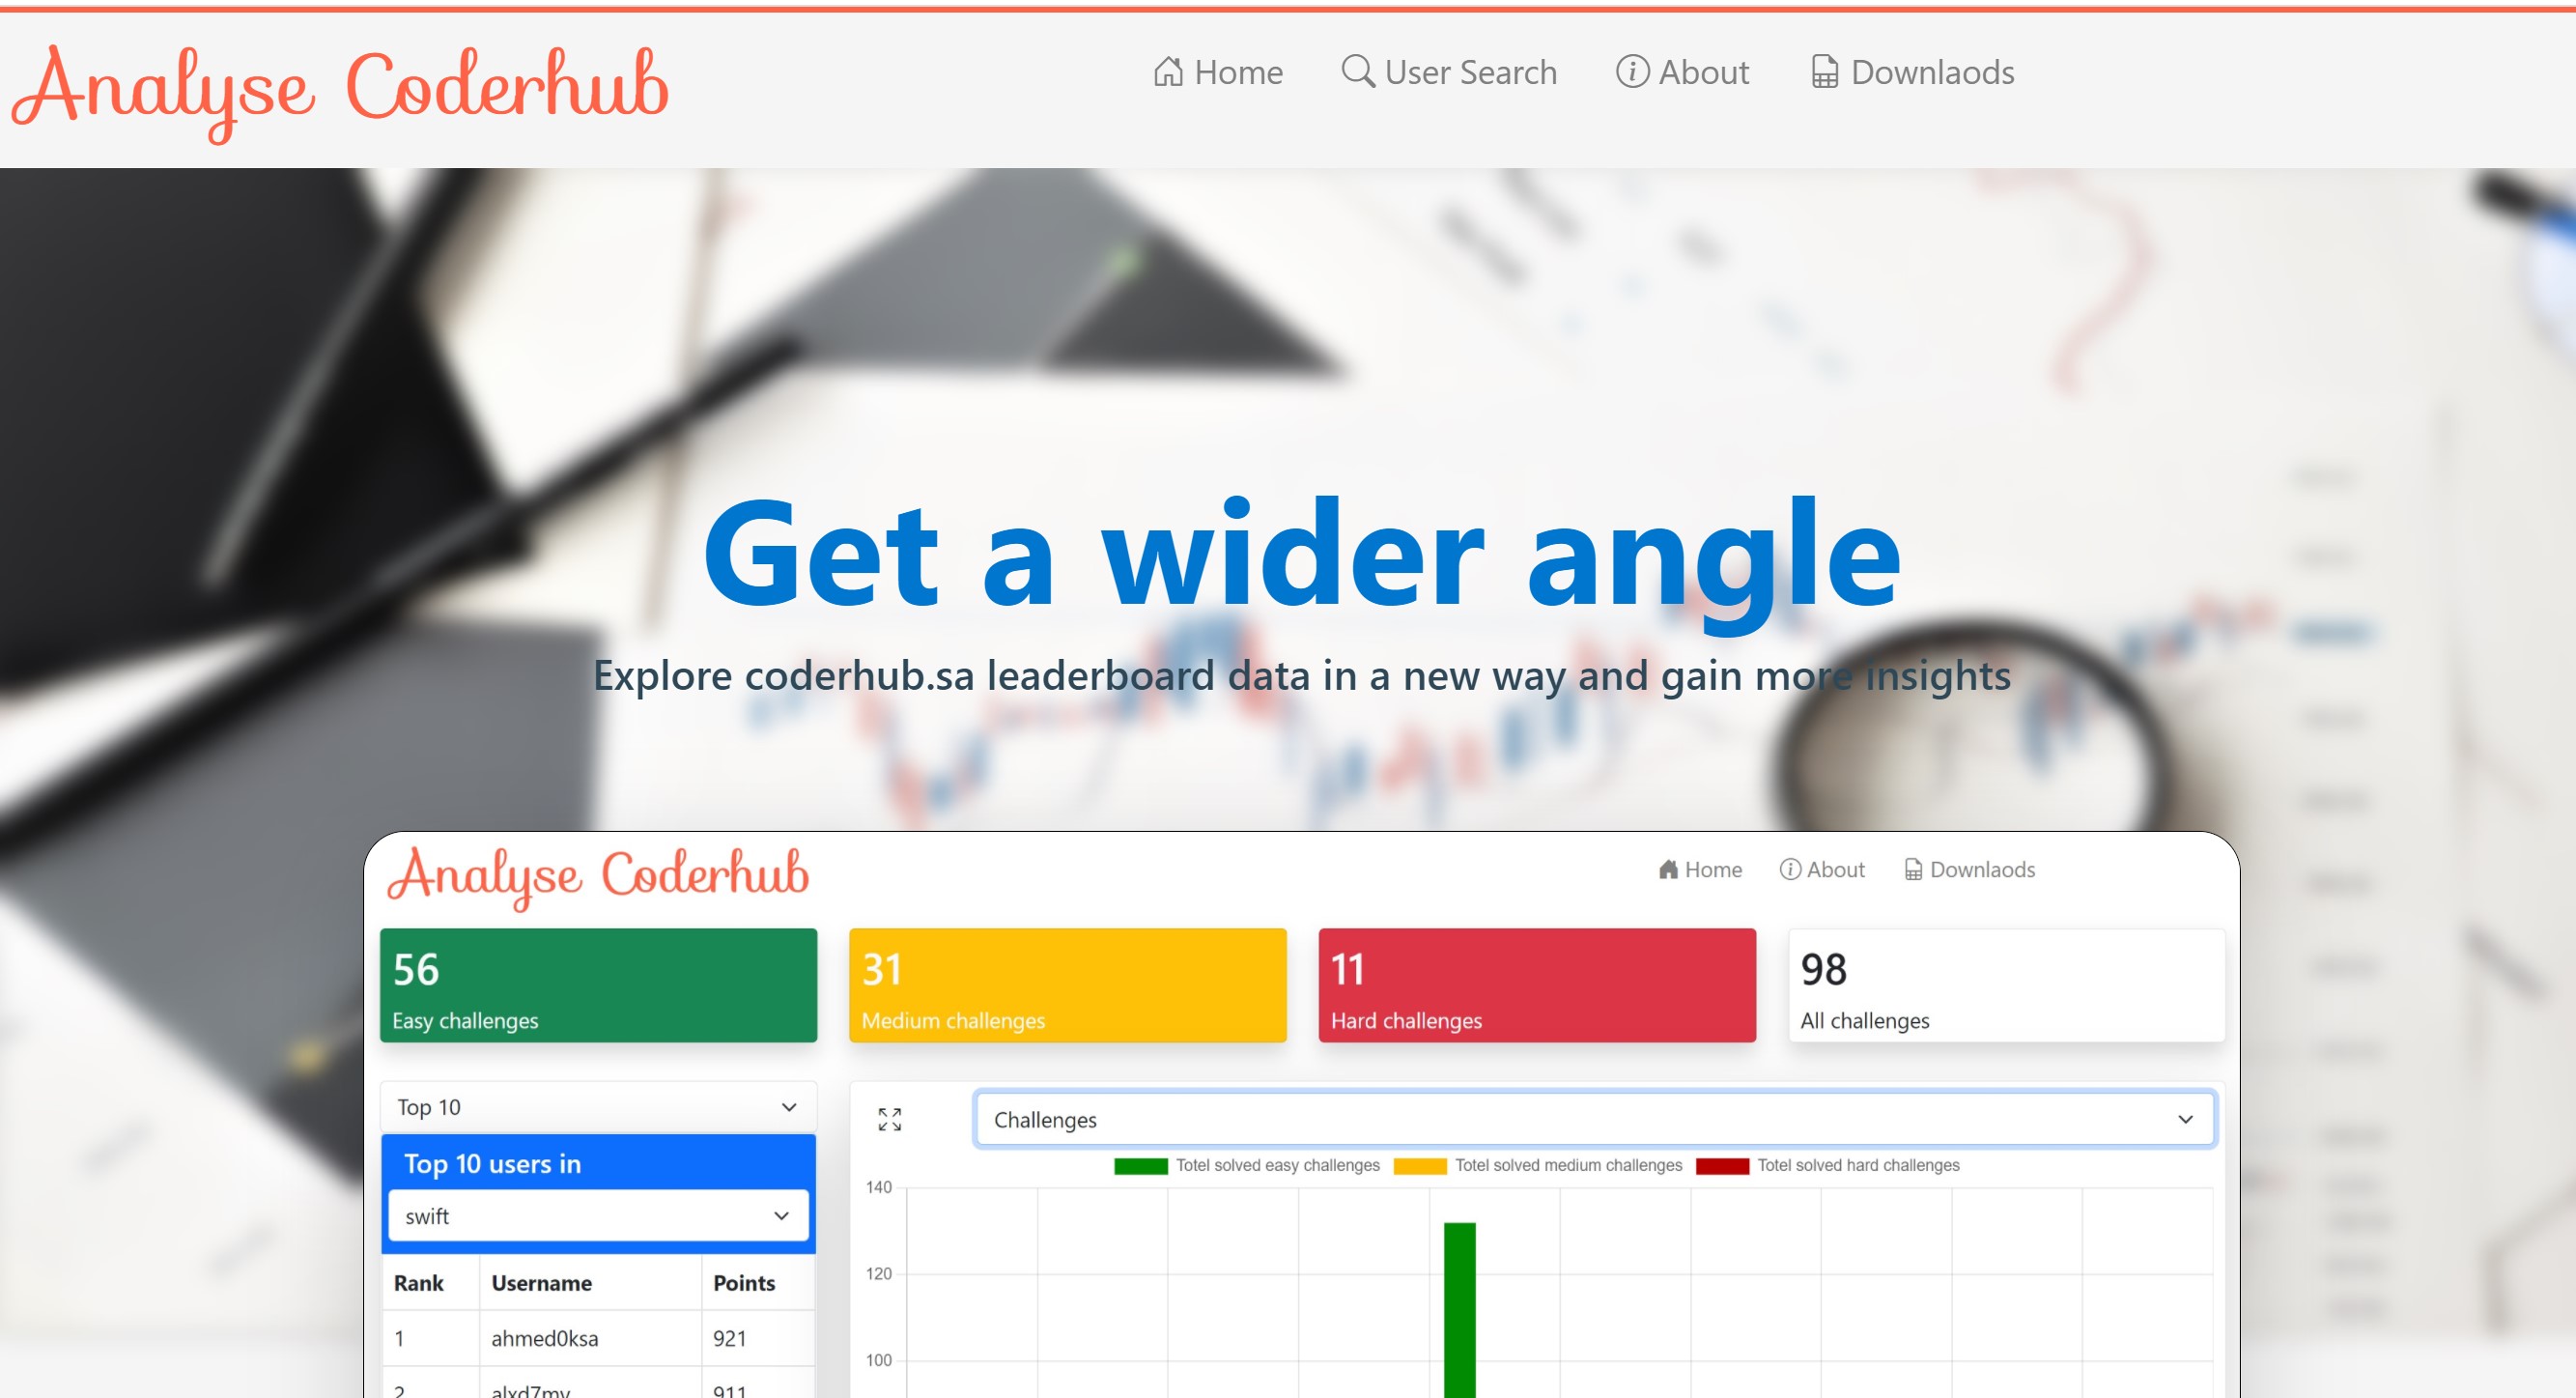 Analyse Coderhub
Home User Search About Downlaods
Get a wider angle
Explore coderhub.sa leaderboard data in a new way and gain more insights
Analyse Coderhub
Home About Downlaods
56
Easy challenges
31
Medium challenges
11
Hard challenges
98
All challenges
Top 10
Top 10 users in
swift
Rank Username Points
1 ahmed0ksa 921
2 alxd7my 911
Challenges
Totel solved easy challenges Totel solved medium challenges Totel solved hard challenges
140
120
100